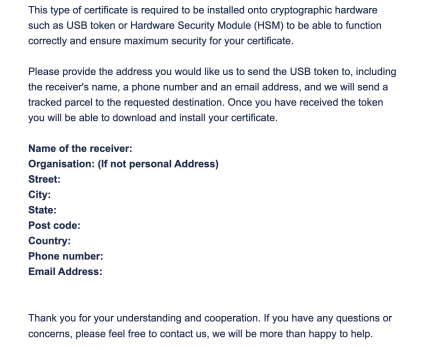 This type of certificate is required to be installed onto cryptographic hardware
such as USB token or Hardware Security Module (HSM) to be able to function
correctly and ensure maximum security for your certificate.
Please provide the address you would like us to send the USB token to, including
the receiver's name, a phone number and an email address, and we will send a
tracked parcel to the requested destination. Once you have received the token
you will be able to download and install your certificate.
Name of the receiver:
Organisation: (If not personal Address)
Street:
City:
State:
Post code:
Country:
Phone number:
Email Address:
Thank you for your understanding and cooperation. If you have any questions or
concerns, please feel free to contact us, we will be more than happy to help.